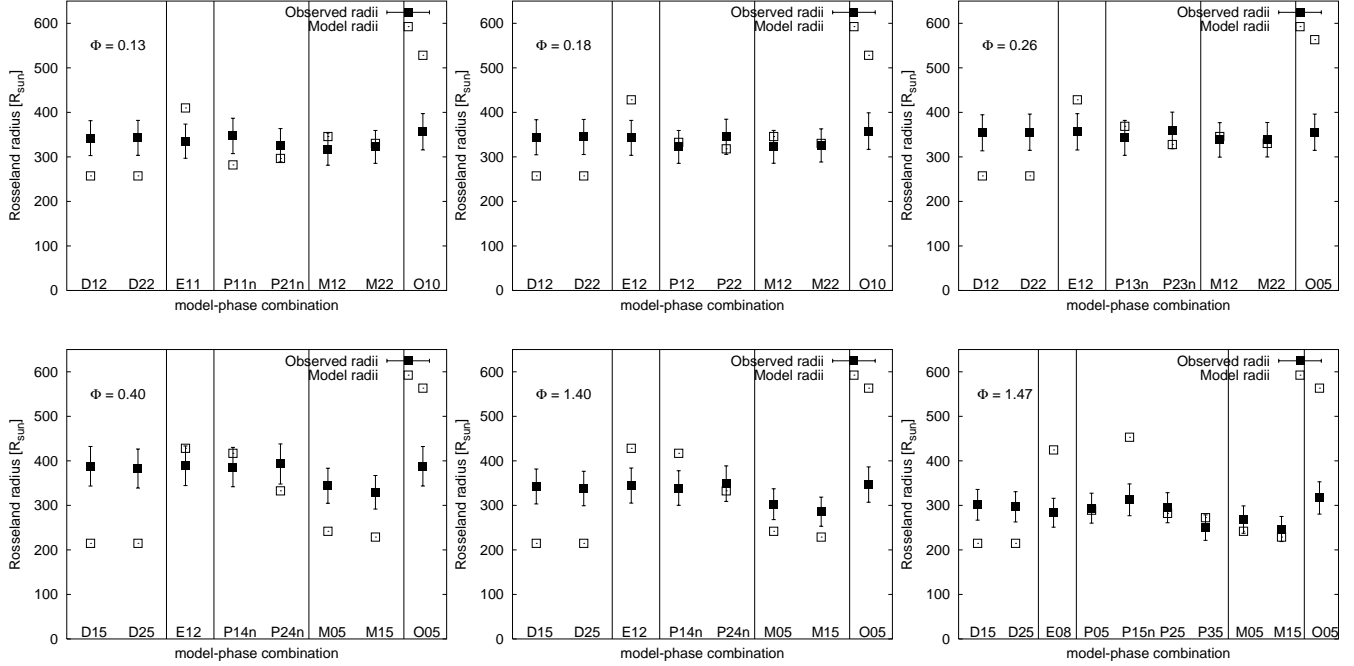 Observed radii
Model radii
Φ = 0.13
Rosseland radius [R_sun]
600
500
400
300
200
100
0
D12 D22 E11 P11n P21n M12 M22 O10
model-phase combination
Observed radii
Model radii
Φ = 0.18
Rosseland radius [R_sun]
600
500
400
300
200
100
0
D12 D22 E12 P12 P22 M12 M22 O10
model-phase combination
Observed radii
Model radii
Φ = 0.26
Rosseland radius [R_sun]
600
500
400
300
200
100
0
D12 D22 E12 P13n P23n M12 M22 O05
model-phase combination
Observed radii
Model radii
Φ = 0.40
Rosseland radius [R_sun]
600
500
400
300
200
100
0
D15 D25 E12 P14n P24n M05 M15 O05
model-phase combination
Observed radii
Model radii
Φ = 1.40
Rosseland radius [R_sun]
600
500
400
300
200
100
0
D15 D25 E12 P14n P24n M05 M15 O05
model-phase combination
Observed radii
Model radii
Φ = 1.47
Rosseland radius [R_sun]
600
500
400
300
200
100
0
D15 D25 E08 P05 P15n P25 P35 M05 M15 O05
model-phase combination